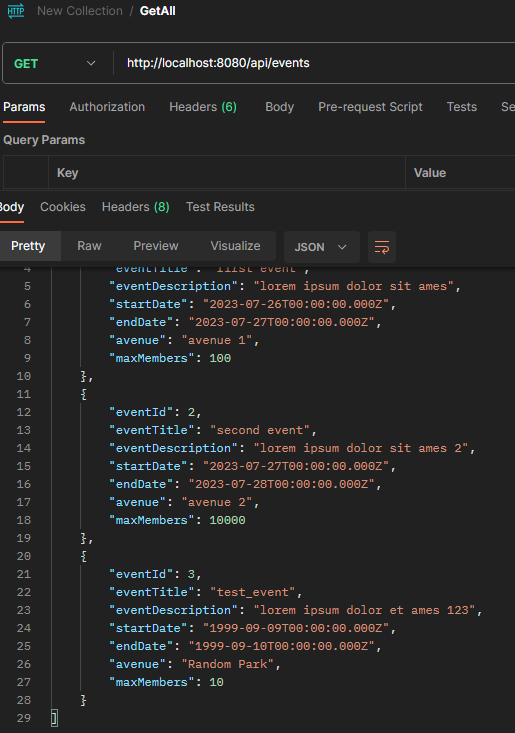 HTTP New Collection / GetAll
GET http://localhost:8080/api/events
Params Authorization Headers (6) Body Pre-request Script Tests Se
Query Params
Key Value
Body Cookies Headers (8) Test Results
Pretty Raw Preview Visualize JSON
4 "eventTitle": "first event",
5 "eventDescription": "lorem ipsum dolor sit ames",
6 "startDate": "2023-07-26T00:00:00.000Z",
7 "endDate": "2023-07-27T00:00:00.000Z",
8 "avenue": "avenue 1",
9 "maxMembers": 100
10 },
11 {
12 "eventId": 2,
13 "eventTitle": "second event",
14 "eventDescription": "lorem ipsum dolor sit ames 2",
15 "startDate": "2023-07-27T00:00:00.000Z",
16 "endDate": "2023-07-28T00:00:00.000Z",
17 "avenue": "avenue 2",
18 "maxMembers": 10000
19 },
20 {
21 "eventId": 3,
22 "eventTitle": "test_event",
23 "eventDescription": "lorem ipsum dolor et ames 123",
24 "startDate": "1999-09-09T00:00:00.000Z",
25 "endDate": "1999-09-10T00:00:00.000Z",
26 "avenue": "Random Park",
27 "maxMembers": 10
28 }
29 ]